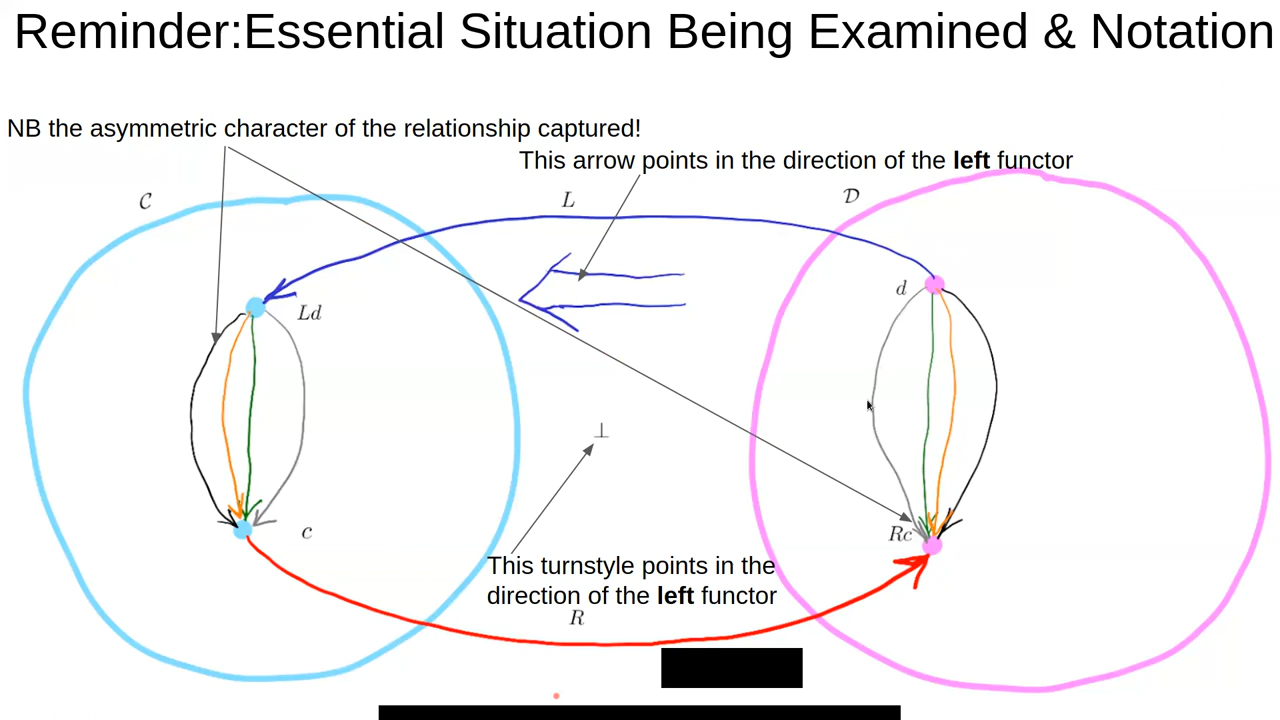 Reminder:Essential Situation Being Examined & Notation
NB the asymmetric character of the relationship captured!
This arrow points in the direction of the left functor
𝒞
L
𝒟
d
Ld
⊥
c
Rc
This turnstyle points in the
direction of the left functor
R